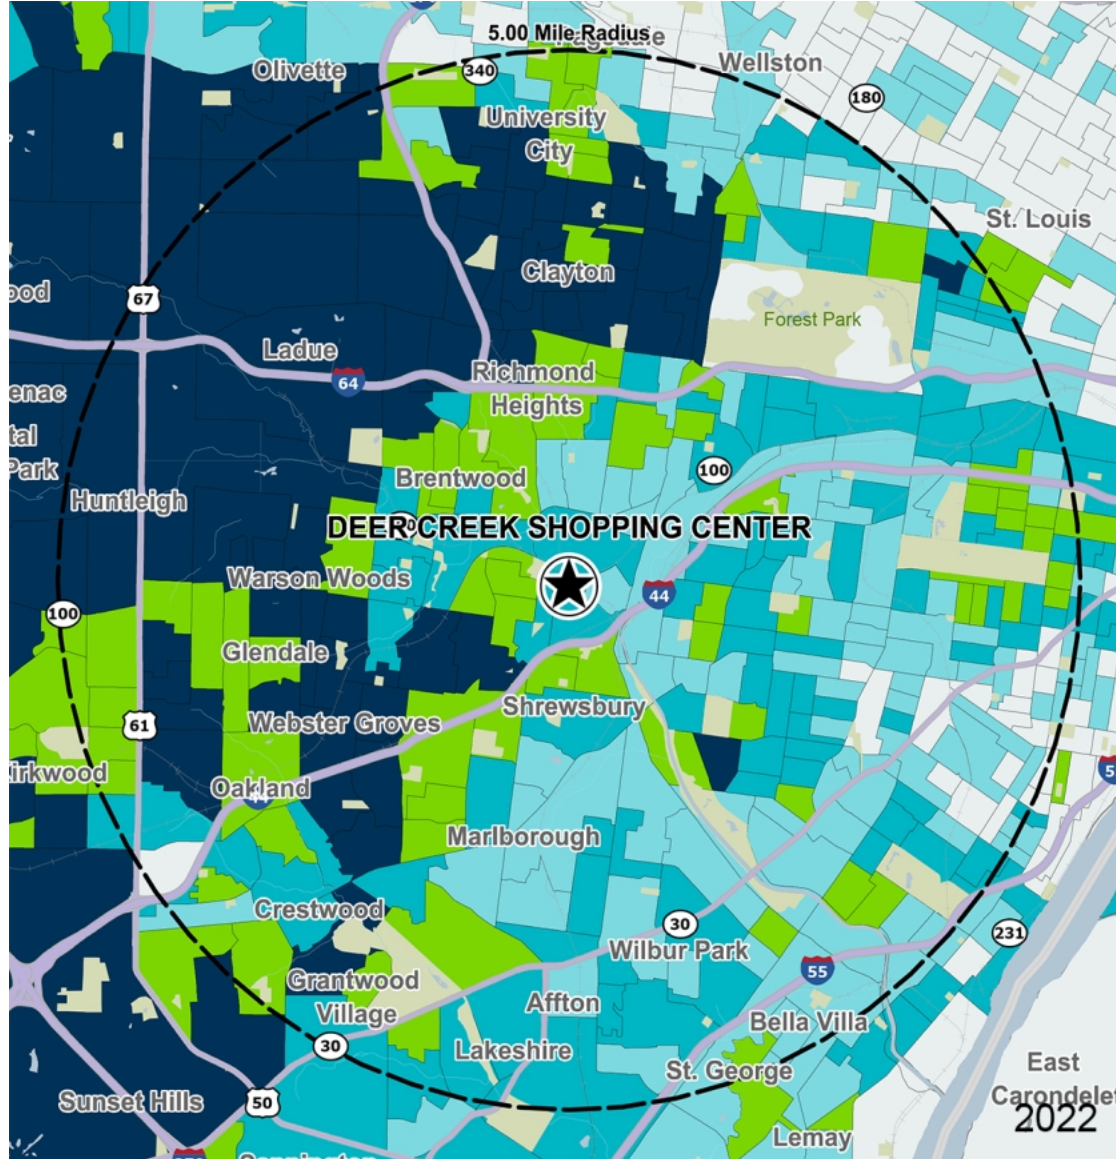 5.00 Mile Radius
Olivette
340
Wellston
180
University
City
St. Louis
Clayton
67
Forest Park
Ladue
64
Richmond
Heights
100
Brentwood
Huntleigh
DEER CREEK SHOPPING CENTER
Warson Woods
44
100
Glendale
Webster Groves
Shrewsbury
61
Oakland
Marlborough
Crestwood
30
Wilbur Park
231
55
Grantwood
Village
Affton
Bella Villa
30
Lakeshire
St. George
East
Carondelet
Sunset Hills
50
2022
Lemay